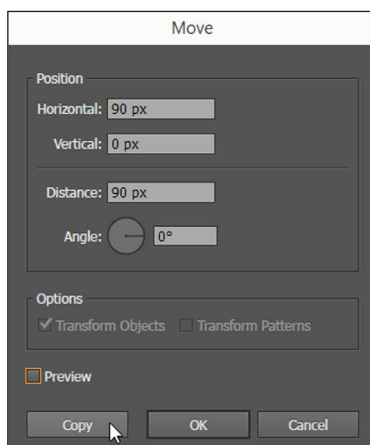 Move
Position
Horizontal: 90 px
Vertical: 0 px
Distance: 90 px
Angle: 0°
Options
Transform Objects Transform Patterns
Preview
Copy OK Cancel